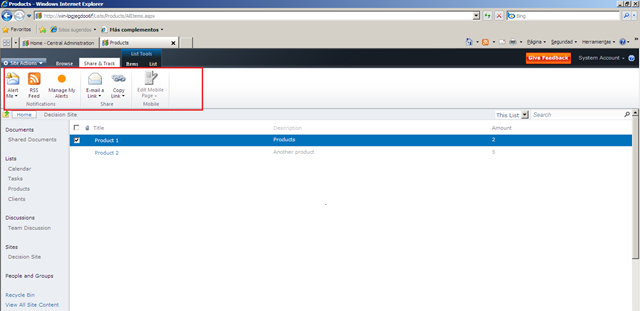 Products - Windows Internet Explorer
/Lists/Products/AllItems.aspx
Bing
Favoritos
Sitios sugeridos
Más complementos
Home - Central Administration
Products
Página
Seguridad
Herramientas
Site Actions
Browse
List Tools
Share & Track
Items
List
Give Feedback
System Account
Alert Me
RSS Feed
Manage My Alerts
E-mail a Link
Copy Link
Edit Mobile Page
Notifications
Share
Mobile
Home
Decision Site
This List
Search
Documents
Shared Documents
Lists
Calendar
Tasks
Products
Clients
Discussions
Team Discussion
Sites
Decision Site
People and Groups
Recycle Bin
View All Site Content
Title Description Amount
Product 1 Products 2
Product 2 Another product 5